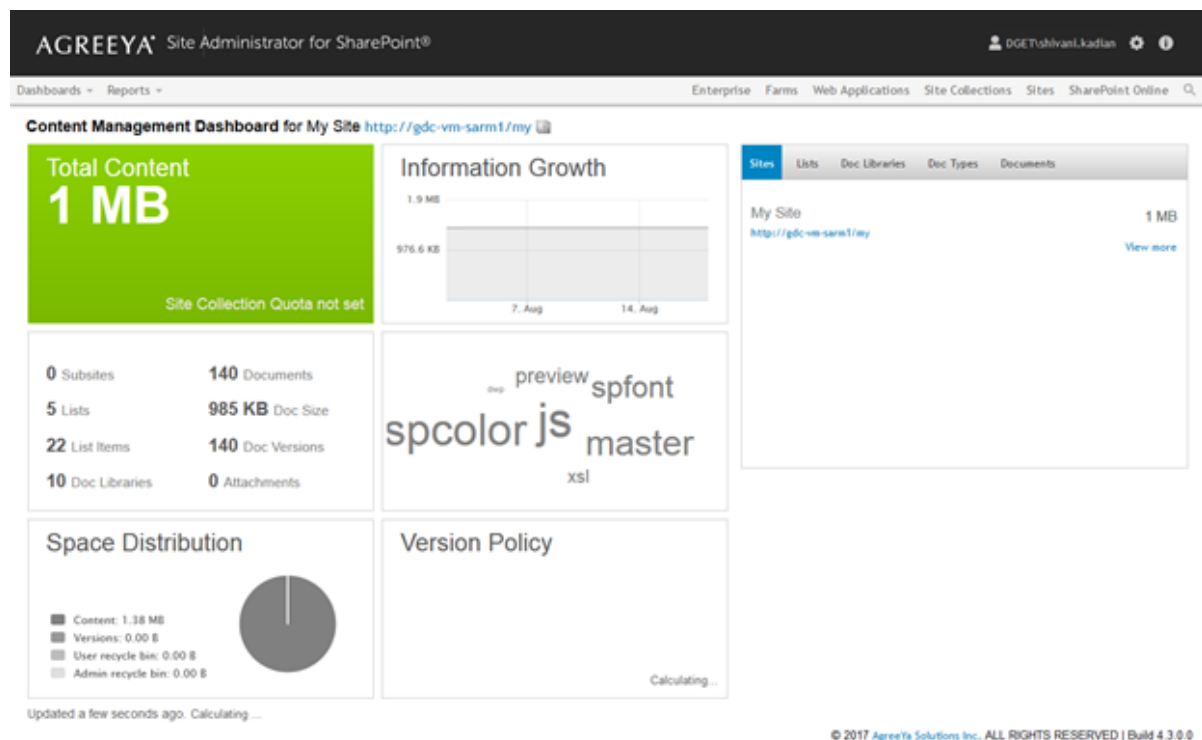 AGREEYA Site Administrator for SharePoint®
DGET\shivani.kadian
Dashboards Reports
Enterprise Farms Web Applications Site Collections Sites SharePoint Online
Content Management Dashboard for My Site http://gdc-vm-sarm1/my
Total Content
1 MB
Site Collection Quota not set
Information Growth
1.9 MB
976.6 KB
7. Aug 14. Aug
Sites Lists Doc Libraries Doc Types Documents
My Site 1 MB
http://gdc-vm-sarm1/my
View more
0 Subsites 140 Documents
5 Lists 985 KB Doc Size
22 List Items 140 Doc Versions
10 Doc Libraries 0 Attachments
dwp preview spfont
spcolor js master
xsl
Space Distribution
Content: 1.38 MB
Versions: 0.00 B
User recycle bin: 0.00 B
Admin recycle bin: 0.00 B
Version Policy
Calculating...
Updated a few seconds ago. Calculating ...
© 2017 AgreeYa Solutions Inc. ALL RIGHTS RESERVED | Build 4.3.0.0